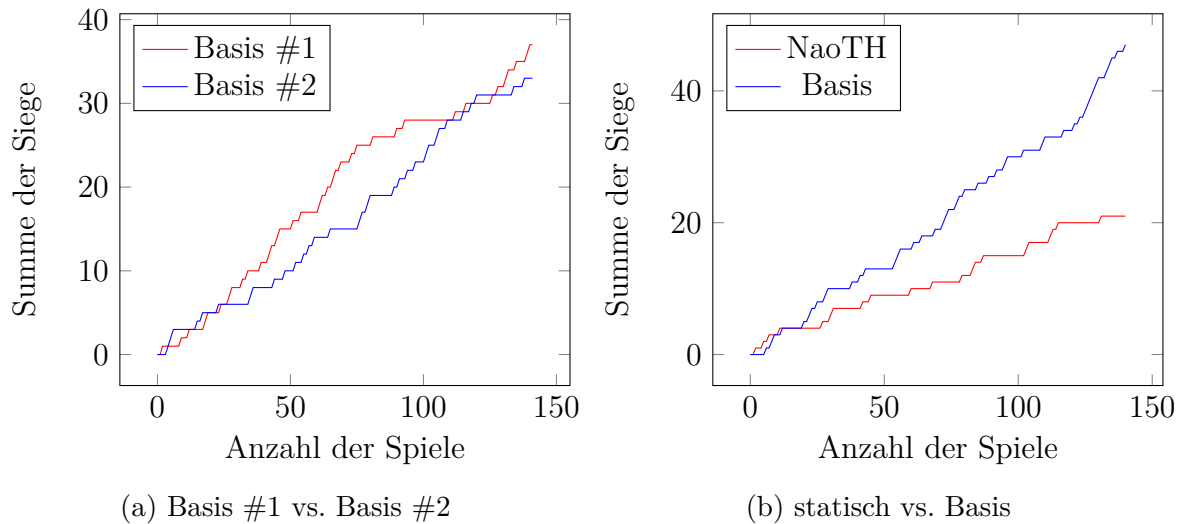 40
30
20
10
0
Summe der Siege
Basis #1
Basis #2
0 50 100 150
Anzahl der Spiele
(a) Basis #1 vs. Basis #2
40
20
0
Summe der Siege
NaoTH
Basis
0 50 100 150
Anzahl der Spiele
(b) statisch vs. Basis